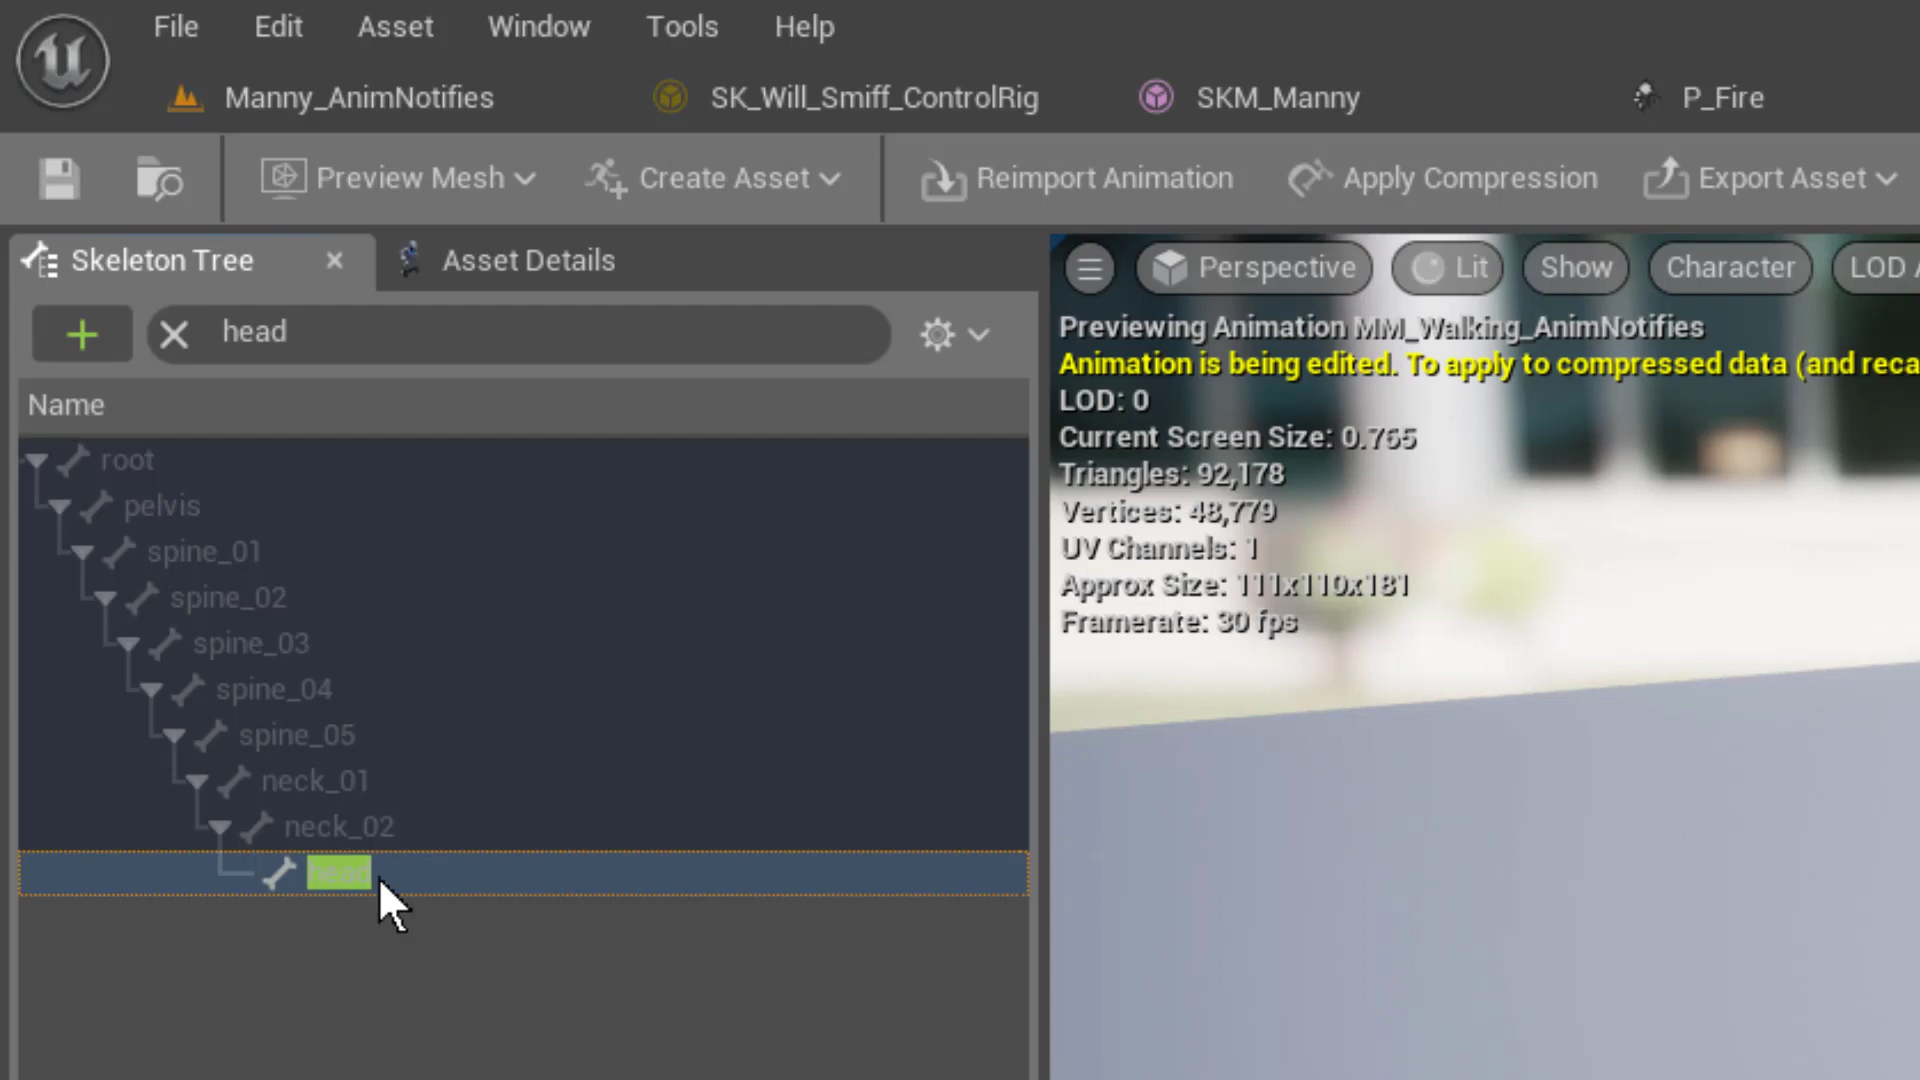 File Edit Asset Window Tools Help
Manny_AnimNotifies SK_Will_Smiff_ControlRig SKM_Manny P_Fire
Preview Mesh Create Asset Reimport Animation Apply Compression Export Asset
Skeleton Tree Asset Details
head
Name
root
pelvis
spine_01
spine_02
spine_03
spine_04
spine_05
neck_01
neck_02
head
Perspective Lit Show Character LOD
Previewing Animation MM_Walking_AnimNotifies
Animation is being edited. To apply to compressed data (and reca
LOD: 0
Current Screen Size: 0.765
Triangles: 92,178
Vertices: 48,779
UV Channels: 1
Approx Size: 111x110x181
Framerate: 30 fps